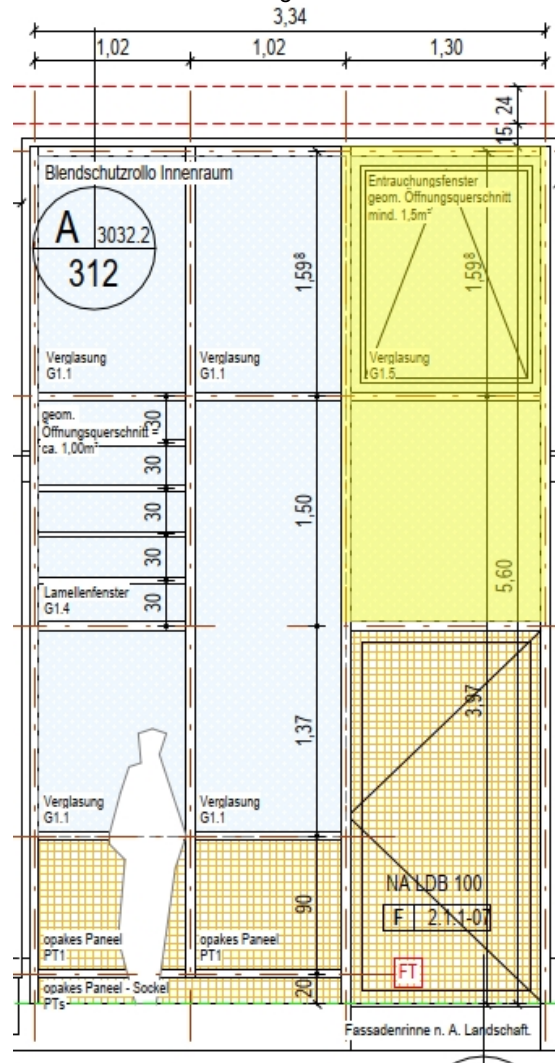 3,34
1,02
1,02
1,30
24
15
Blendschutzrollo Innenraum
A
3032.2
312
Entrauchungsfenster
geom. Öffnungsquerschnitt
mind. 1,5m²
1,59⁸
1,59⁸
Verglasung
G1.1
Verglasung
G1.1
Verglasung
G1.5
geom.
Öffnungsquerschnitt =
ca. 1,00m²
30
30
30
30
30
1,50
5,60
Lamellenfenster
G1.4
3,97
1,37
Verglasung
G1.1
Verglasung
G1.1
NA LDB 100
F 2.1.1-07
90
opakes Paneel
PT1
opakes Paneel
PT1
FT
20
opakes Paneel - Sockel
PTs
Fassadenrinne n. A. Landschaft.